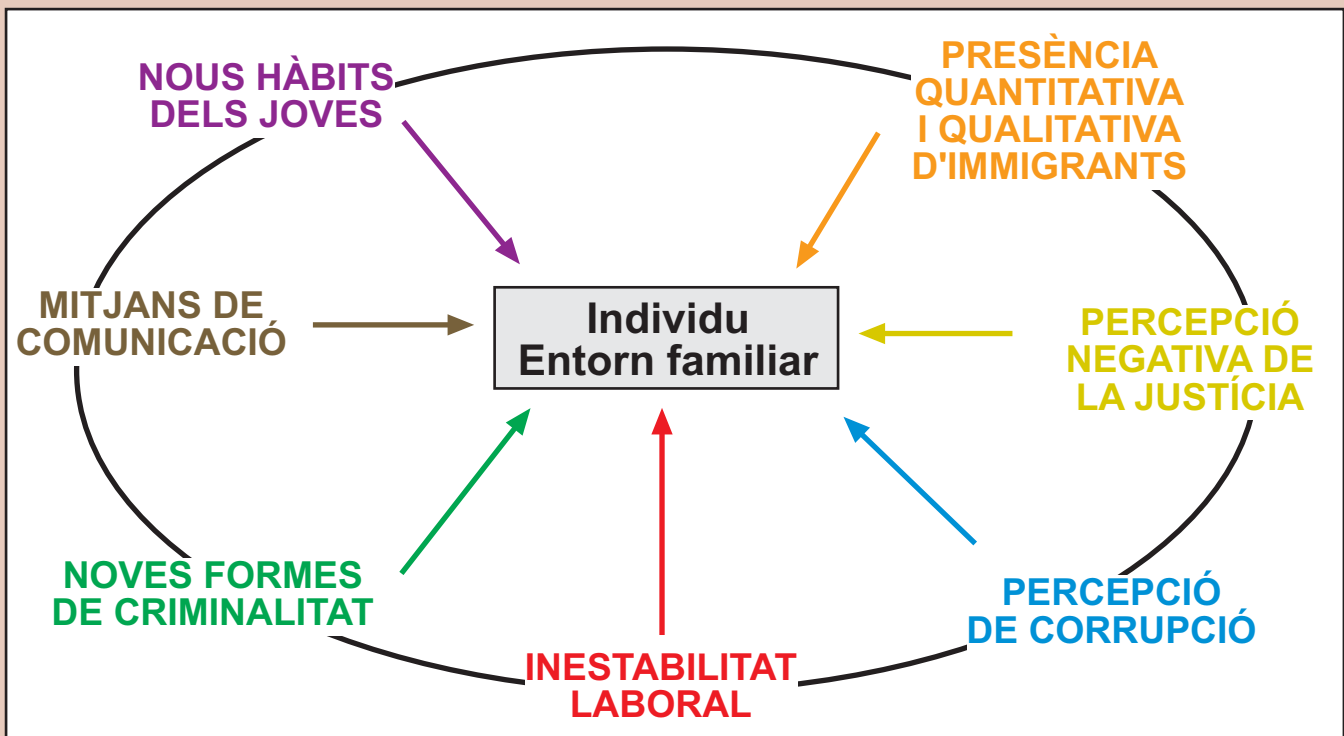 NOUS HÀBITS
DELS JOVES
PRESÈNCIA
QUANTITATIVA
I QUALITATIVA
D'IMMIGRANTS
MITJANS DE
COMUNICACIÓ
Individu
Entorn familiar
PERCEPCIÓ
NEGATIVA DE
LA JUSTÍCIA
NOVES FORMES
DE CRIMINALITAT
INESTABILITAT
LABORAL
PERCEPCIÓ
DE CORRUPCIÓ